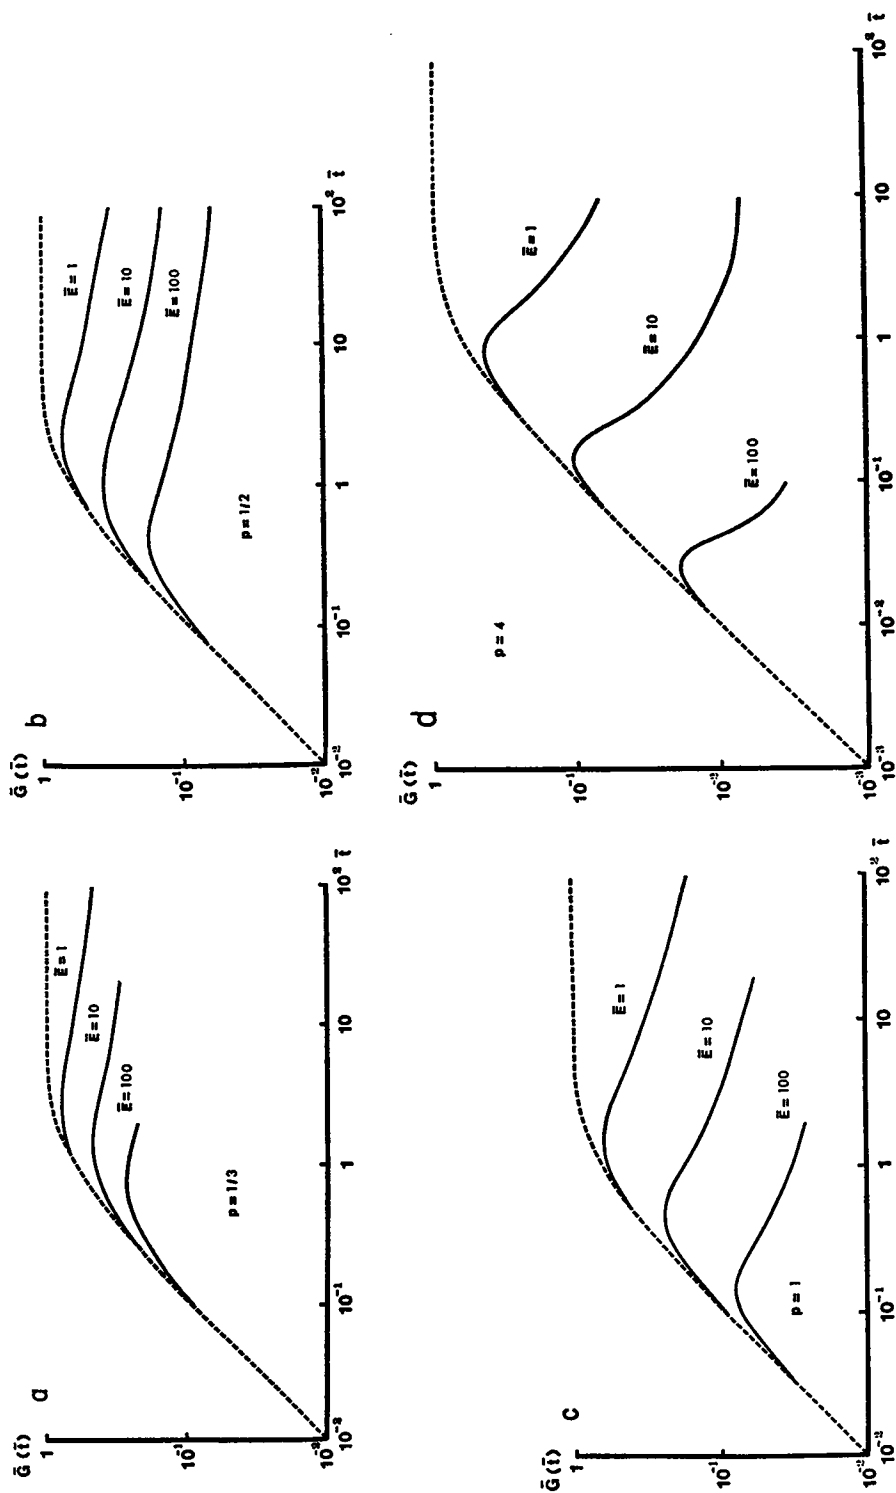 a
Ḡ(t̄)
1
10⁻¹
10⁻²
10⁻²
10⁻¹
1
10
10² t̄
Ē=1
Ē=10
Ē=100
p=1/3
b
Ḡ(t̄)
1
10⁻¹
10⁻²
10⁻²
10⁻¹
1
10
10² t̄
Ē=1
Ē=10
Ē=100
p=1/2
c
Ḡ(t̄)
1
10⁻¹
10⁻²
10⁻²
10⁻¹
1
10
10² t̄
Ē=1
Ē=10
Ē=100
p=1
d
Ḡ(t̄)
1
10⁻¹
10⁻²
10⁻³
10⁻³
10⁻²
10⁻¹
1
10
10² t̄
Ē=1
Ē=10
Ē=100
p=4